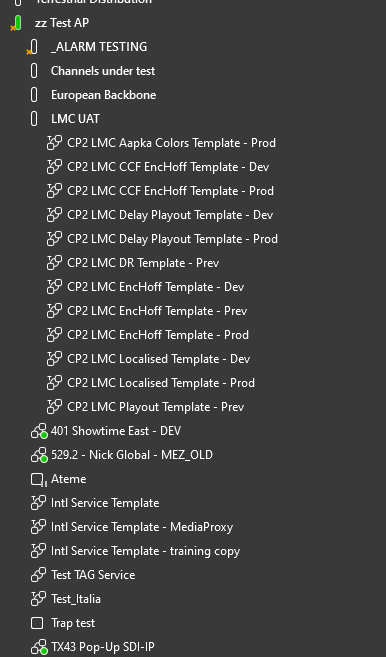 Terrestrial Distribution
zz Test AP
_ALARM TESTING
Channels under test
European Backbone
LMC UAT
CP2 LMC Aapka Colors Template - Prod
CP2 LMC CCF EncHoff Template - Dev
CP2 LMC CCF EncHoff Template - Prod
CP2 LMC Delay Playout Template - Dev
CP2 LMC Delay Playout Template - Prod
CP2 LMC DR Template - Prev
CP2 LMC EncHoff Template - Dev
CP2 LMC EncHoff Template - Prev
CP2 LMC EncHoff Template - Prod
CP2 LMC Localised Template - Dev
CP2 LMC Localised Template - Prod
CP2 LMC Playout Template - Prev
401 Showtime East - DEV
529.2 - Nick Global - MEZ_OLD
Ateme
Intl Service Template
Intl Service Template - MediaProxy
Intl Service Template - training copy
Test TAG Service
Test_Italia
Trap test
TX43 Pop-Up SDI-IP